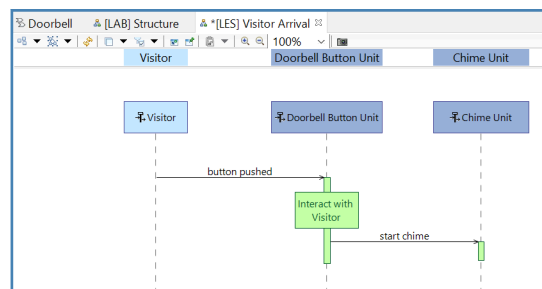 Doorbell
[LAB] Structure
*[LES] Visitor Arrival
100%
Visitor
Doorbell Button Unit
Chime Unit
Visitor
Doorbell Button Unit
Chime Unit
button pushed
Interact with
Visitor
start chime